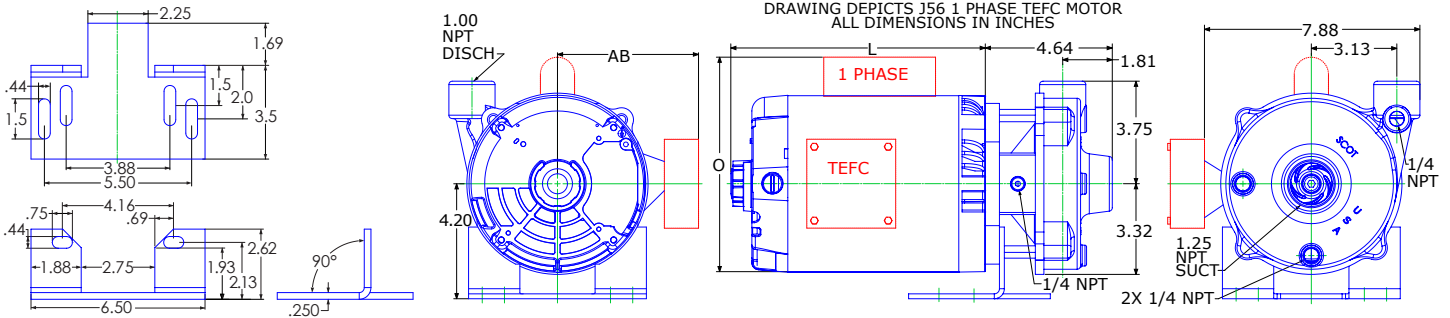 2.25
1.69
.44
1.5
1.5
2.0
3.5
3.88
5.50
4.16
.75
.69
.44
1.88
2.75
1.93
2.13
2.62
6.50
90°
.250
1.00
NPT
DISCH
AB
4.20
DRAWING DEPICTS J56 1 PHASE TEFC MOTOR
ALL DIMENSIONS IN INCHES
L
4.64
1.81
1 PHASE
O
TEFC
3.75
3.32
1/4 NPT
7.88
3.13
1/4
NPT
SCOT
U S A
1.25
NPT
SUCT
2X 1/4 NPT